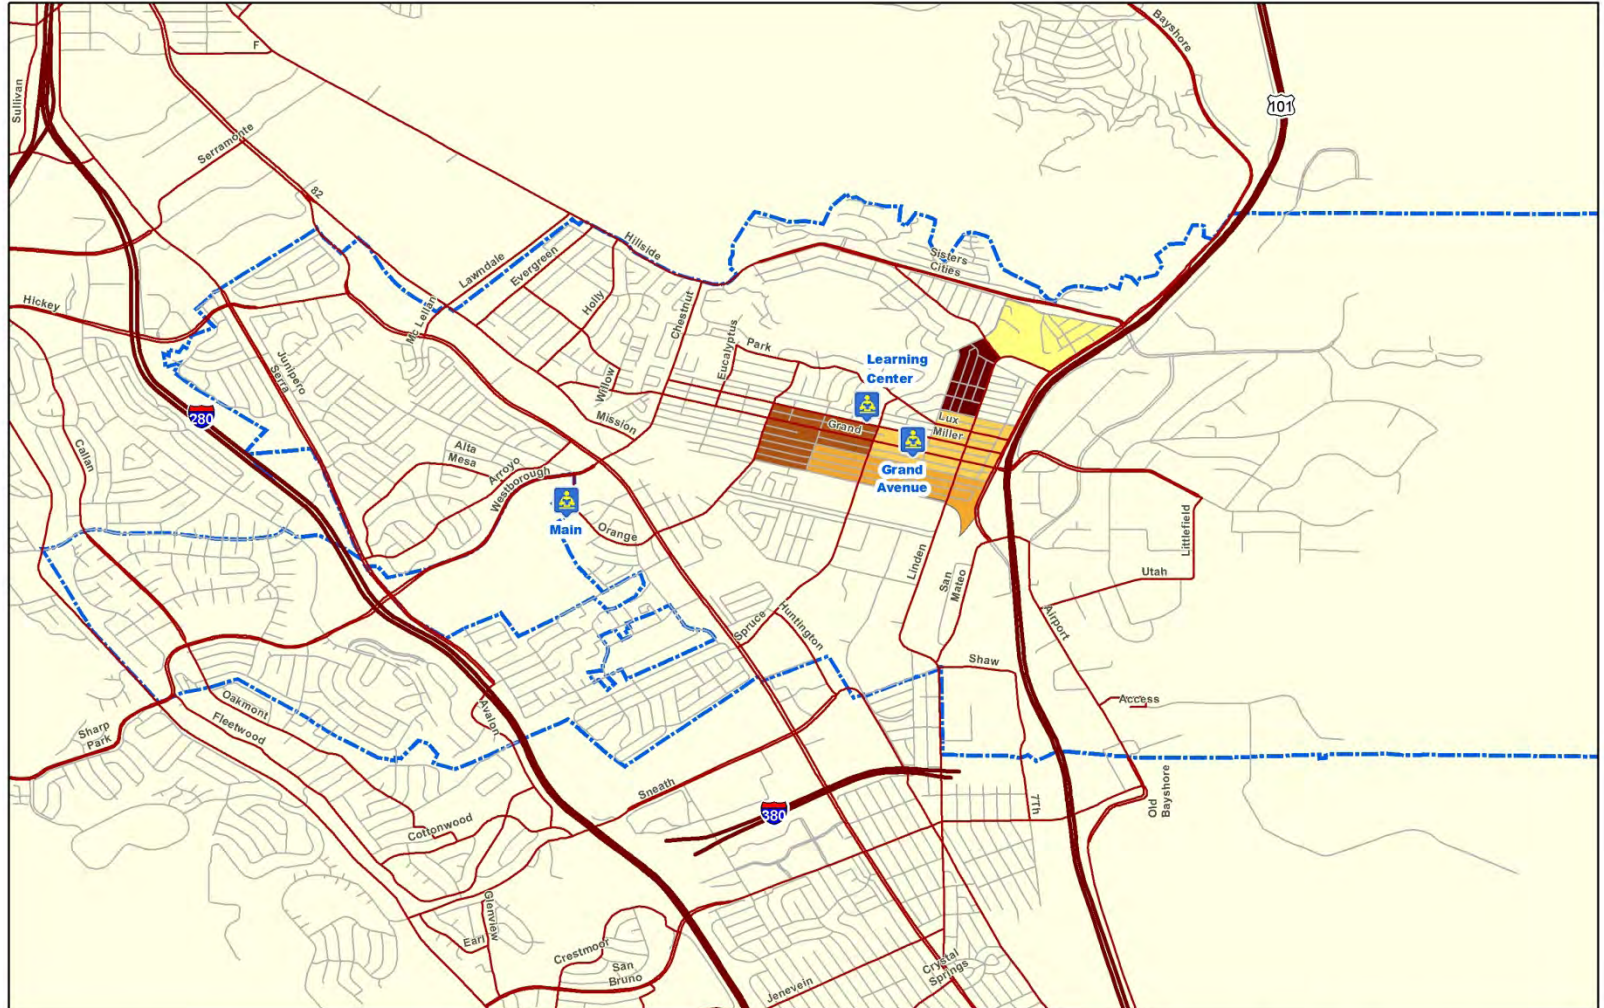 Bayshore
F
101
Sullivan
Serramonte
82
Hillside
Sisters
Cities
Lawndale
Evergreen
Hickey
Holly
Chestnut
Mc Lellan
Eucalyptus
Park
Learning
Center
Junipero
Serra
Willow
280
Mission
Grand
Lux
Miller
Callan
Alta
Mesa
Arroyo
Westborough
Grand
Avenue
Main
Orange
Littlefield
Linden
San
Mateo
Utah
Airport
Spruce
Huntington
Shaw
Oakmont
Avalon
Access
Fleetwood
Sharp
Park
Sneath
7Th
Old
Bayshore
380
Cottonwood
Glenview
Earl
Crestmoor
San
Bruno
Crystal
Springs
Jenevein